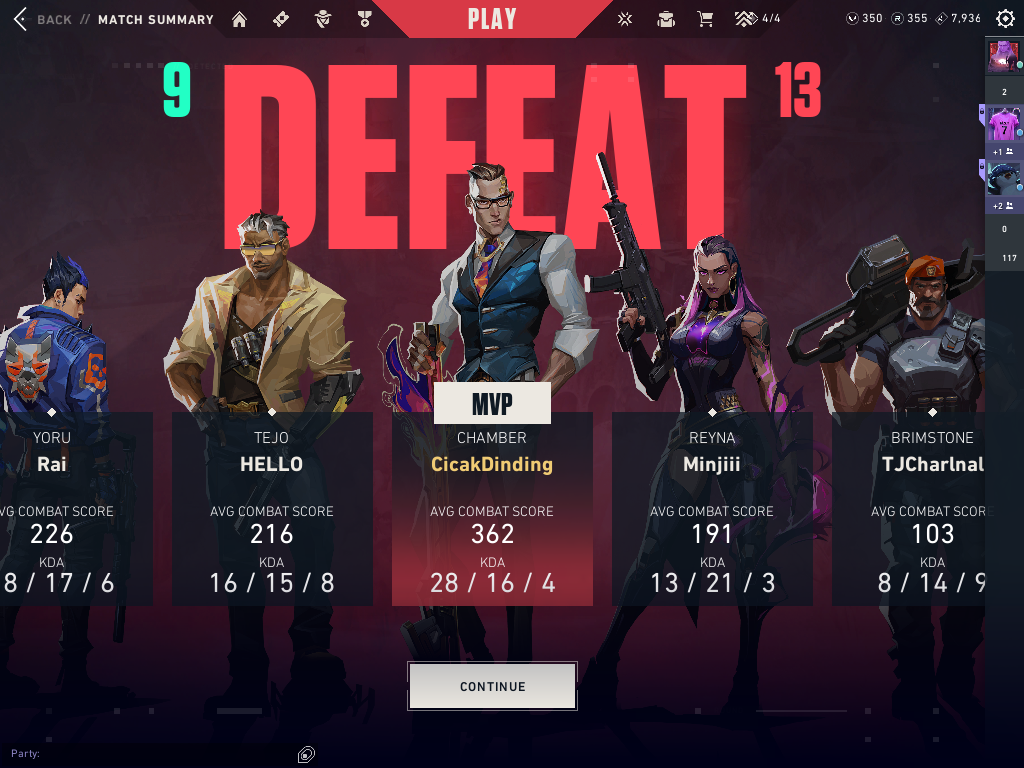 BACK // MATCH SUMMARY
PLAY
4/4
350 355 7,936
9 DEFEAT 13
2
7
+1
+2
0
117
MVP
YORU
Rai
AVG COMBAT SCORE
226
KDA
8 / 17 / 6
TEJO
HELLO
AVG COMBAT SCORE
216
KDA
16 / 15 / 8
CHAMBER
CicakDinding
AVG COMBAT SCORE
362
KDA
28 / 16 / 4
REYNA
Minjiii
AVG COMBAT SCORE
191
KDA
13 / 21 / 3
BRIMSTONE
TJCharlnal
AVG COMBAT SCORE
103
KDA
8 / 14 / 9
CONTINUE
Party: